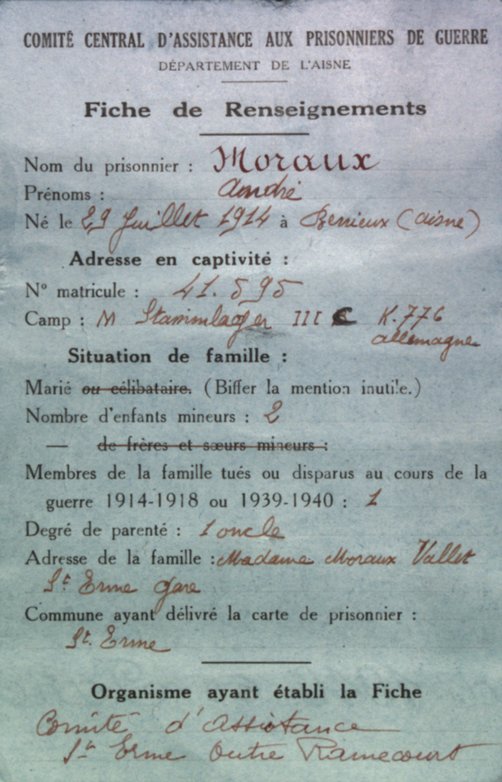 COMITÉ CENTRAL D'ASSISTANCE AUX PRISONNIERS DE GUERRE
DÉPARTEMENT DE L'AISNE
Fiche de Renseignements
Nom du prisonnier : Moraux
Prénoms : André
Né le 29 Juillet 1914 à Berrieux (aisne)
Adresse en captivité :
N° matricule : 41.595
Camp : M Stammlager III C K.776
allemagne
Situation de famille :
Marié ou célibataire. (Biffer la mention inutile.)
Nombre d'enfants mineurs : 2
— de frères et sœurs mineurs :
Membres de la famille tués ou disparus au cours de la
guerre 1914-1918 ou 1939-1940 : 1
Degré de parenté : 1 oncle
Adresse de la famille : Madame Moraux Vallet
St Erme gare
Commune ayant délivré la carte de prisonnier :
St. Erme
Organisme ayant établi la Fiche
Comité d'Assistance
St Erme Outre Ramecourt